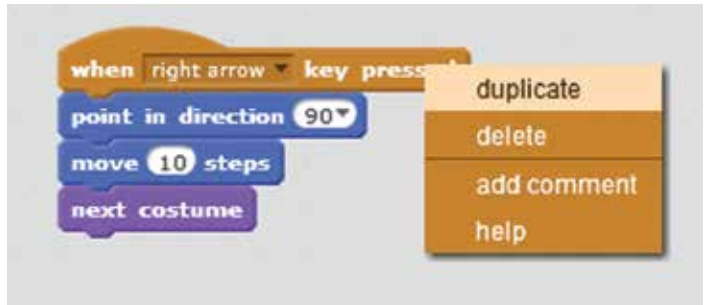 when right arrow key press
point in direction 90
move 10 steps
next costume
duplicate
delete
add comment
help